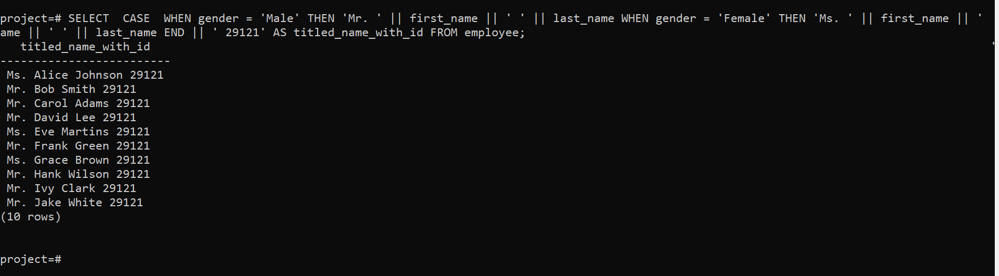 project=# SELECT  CASE  WHEN gender = 'Male' THEN 'Mr. ' || first_name || ' ' || last_name WHEN gender = 'Female' THEN 'Ms. ' || first_name || '
ame || ' ' || last_name END || ' 29121' AS titled_name_with_id FROM employee;
   titled_name_with_id                                                                                                                           '
-------------------------
 Ms. Alice Johnson 29121
 Mr. Bob Smith 29121
 Mr. Carol Adams 29121
 Mr. David Lee 29121
 Ms. Eve Martins 29121
 Mr. Frank Green 29121
 Ms. Grace Brown 29121
 Mr. Hank Wilson 29121
 Mr. Ivy Clark 29121
 Mr. Jake White 29121
(10 rows)
project=#